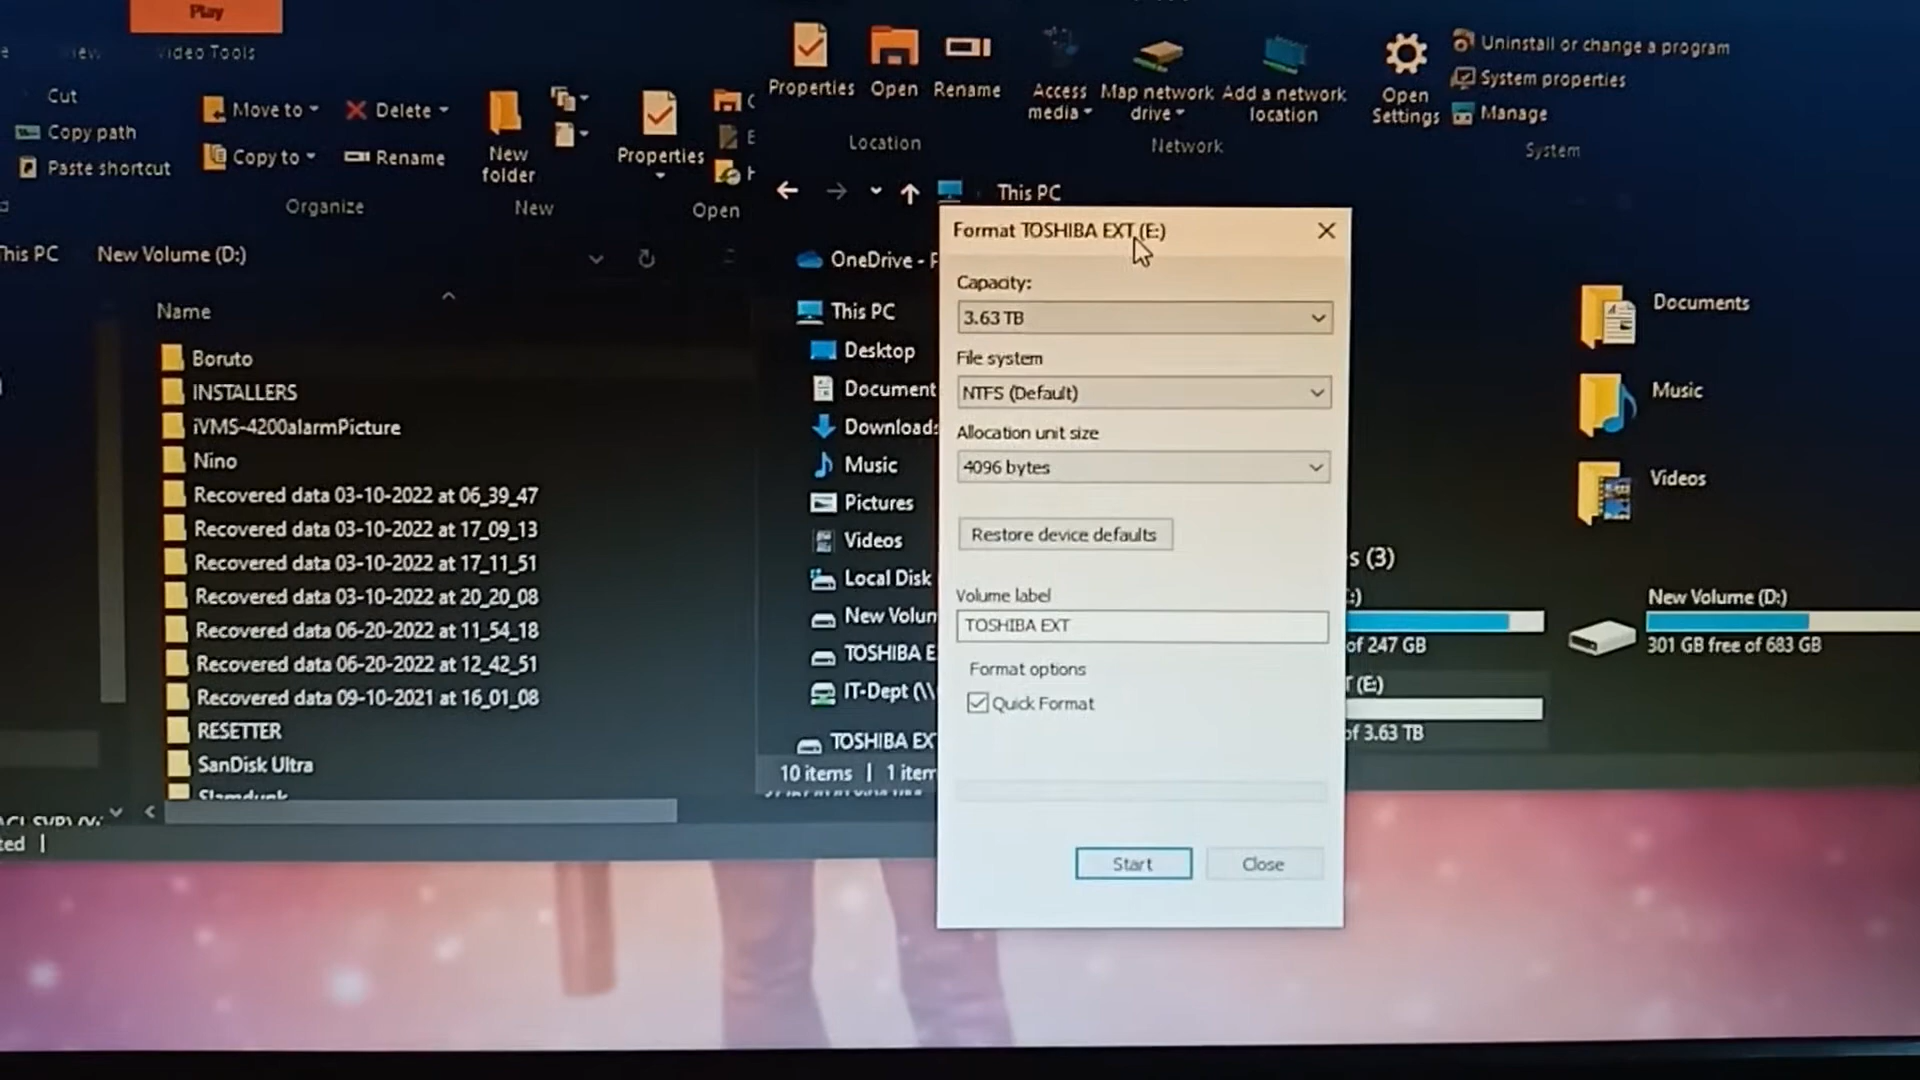 Play
View
Video Tools
Cut
Copy path
Paste shortcut
Move to
Copy to
Delete
Rename
Organize
New
folder
New
Properties
Open
This PC
New Volume (D:)
Name
Boruto
INSTALLERS
iVMS-4200alarmPicture
Nino
Recovered data 03-10-2022 at 06_39_47
Recovered data 03-10-2022 at 17_09_13
Recovered data 03-10-2022 at 17_11_51
Recovered data 03-10-2022 at 20_20_08
Recovered data 06-20-2022 at 11_54_18
Recovered data 06-20-2022 at 12_42_51
Recovered data 09-10-2021 at 16_01_08
RESETTER
SanDisk Ultra
Slamdunk
Properties
Open
Rename
Location
Access
media
Map network
drive
Add a network
location
Network
Open
Settings
Uninstall or change a program
System properties
Manage
System
This PC
OneDrive - P
This PC
Desktop
Document
Downloads
Music
Pictures
Videos
Local Disk
New Volun
TOSHIBA E
IT-Dept (\\
TOSHIBA EXT
10 items | 1 item
Format TOSHIBA EXT (E:)
Capacity:
3.63 TB
File system
NTFS (Default)
Allocation unit size
4096 bytes
Restore device defaults
Volume label
TOSHIBA EXT
Format options
Quick Format
Start
Close
Documents
Music
Videos
s (3)
:)
of 247 GB
New Volume (D:)
301 GB free of 683 GB
T (E:)
of 3.63 TB